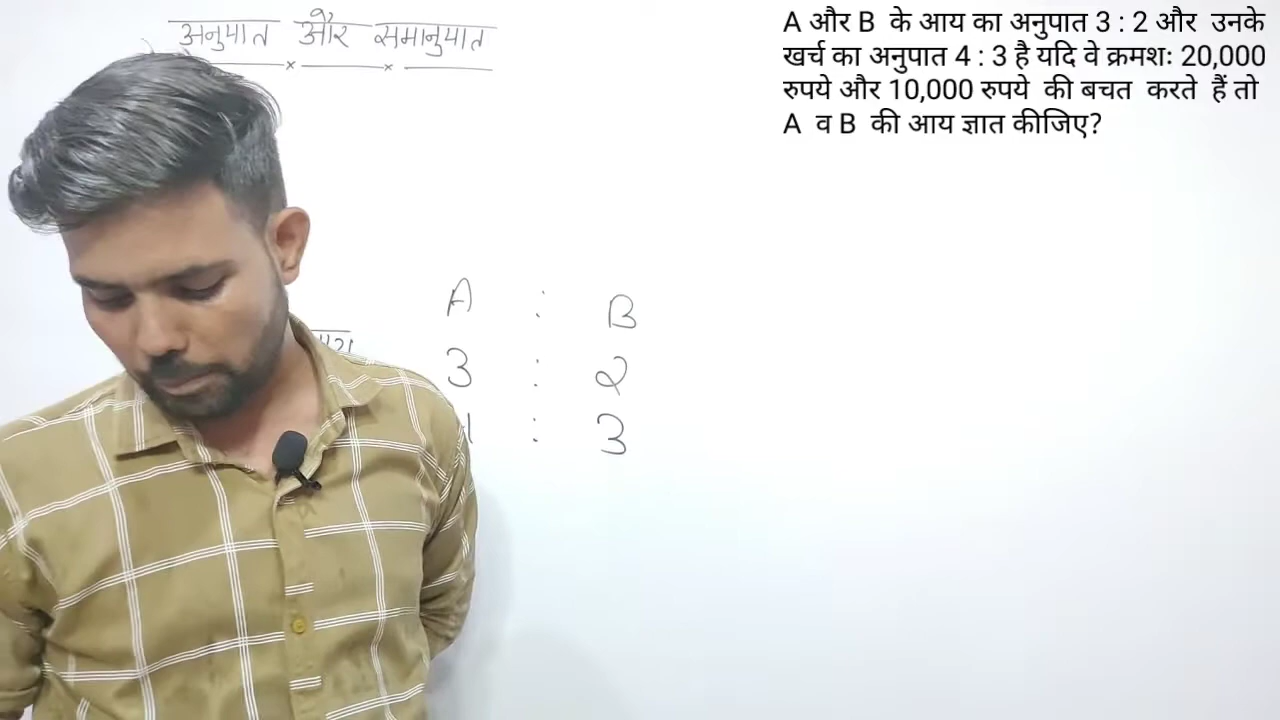 अनुपात और समानुपात
A और B के आय का अनुपात 3 : 2 और उनके
खर्च का अनुपात 4 : 3 है यदि वे क्रमशः 20,000
रुपये और 10,000 रुपये की बचत करते हैं तो
A व B की आय ज्ञात कीजिए?
A : B
3 : 2
: 3